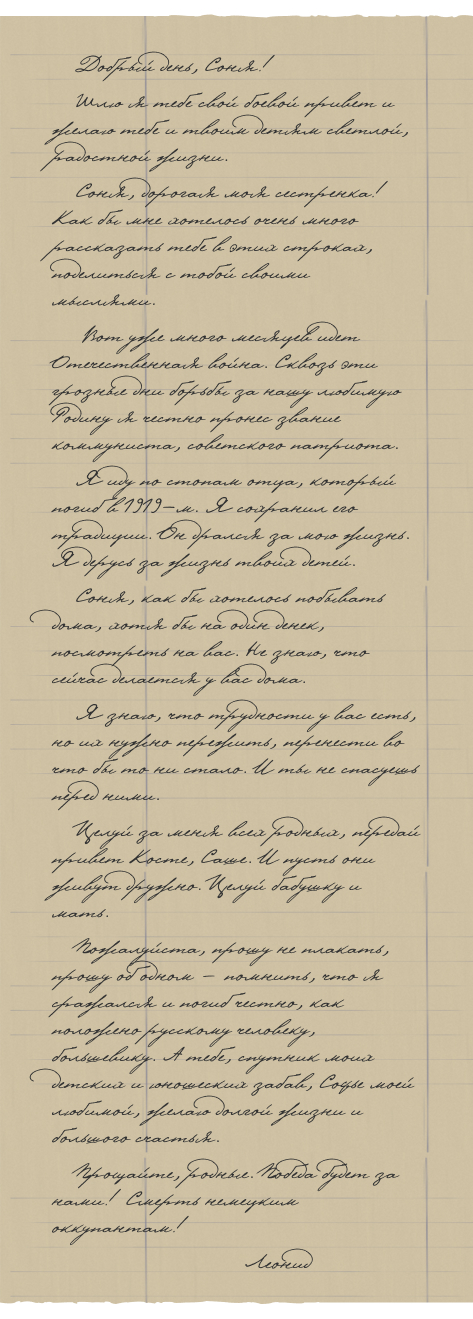 Добрый день, Соня!
Шлю я тебе свой боевой привет и
желаю тебе и твоим детям светлой,
радостной жизни.
Соня, дорогая моя сестренка!
Как бы мне хотелось очень много
рассказать тебе в этих строках,
поделиться с тобой своими
мыслями.
Вот уже много месяцев идет
Отечественная война. Сквозь эти
грозные дни борьбы за нашу любимую
Родину я честно пронес звание
коммуниста, советского патриота.
Я иду по стопам отца, который
погиб в 1919–м. Я сохранил его
традиции. Он дрался за мою жизнь.
Я дерусь за жизнь твоих детей.
Соня, как бы хотелось побывать
дома, хотя бы на один денек,
посмотреть на вас. Не знаю, что
сейчас делается у вас дома.
Я знаю, что трудности у вас есть,
но их нужно пережить, перенести во
что бы то ни стало. И ты не спасуешь
перед ними.
Целуй за меня всех родных, передай
привет Косте, Саше. И пусть они
живут дружно. Целуй бабушку и
мать.
Пожалуйста, прошу не плакать,
прошу об одном – помнить, что я
сражался и погиб честно, как
положено русскому человеку,
большевику. А тебе, спутник моих
детских и юношеских забав, Софье моей
любимой, желаю долгой жизни и
большого счастья.
Прощайте, родные. Победа будет за
нами! Смерть немецким
оккупантам!
Леонид